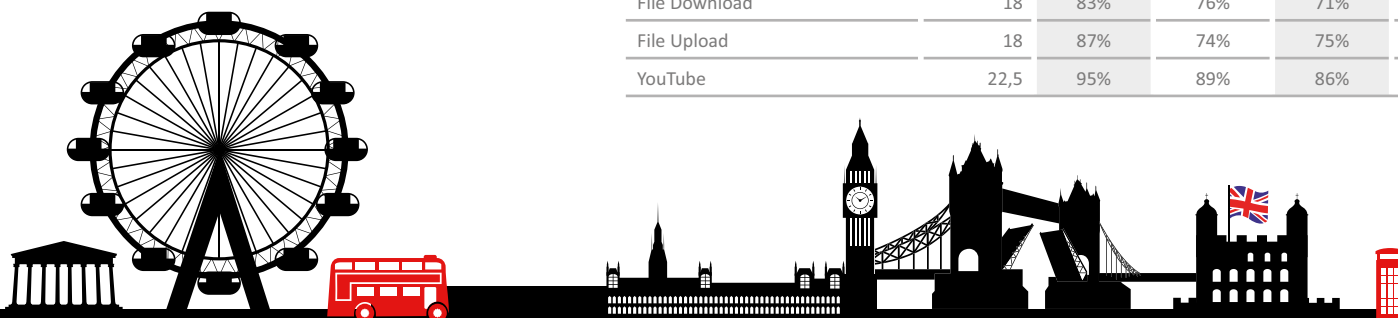 File Download 18 83% 76% 71%
File Upload 18 87% 74% 75%
YouTube 22,5 95% 89% 86%